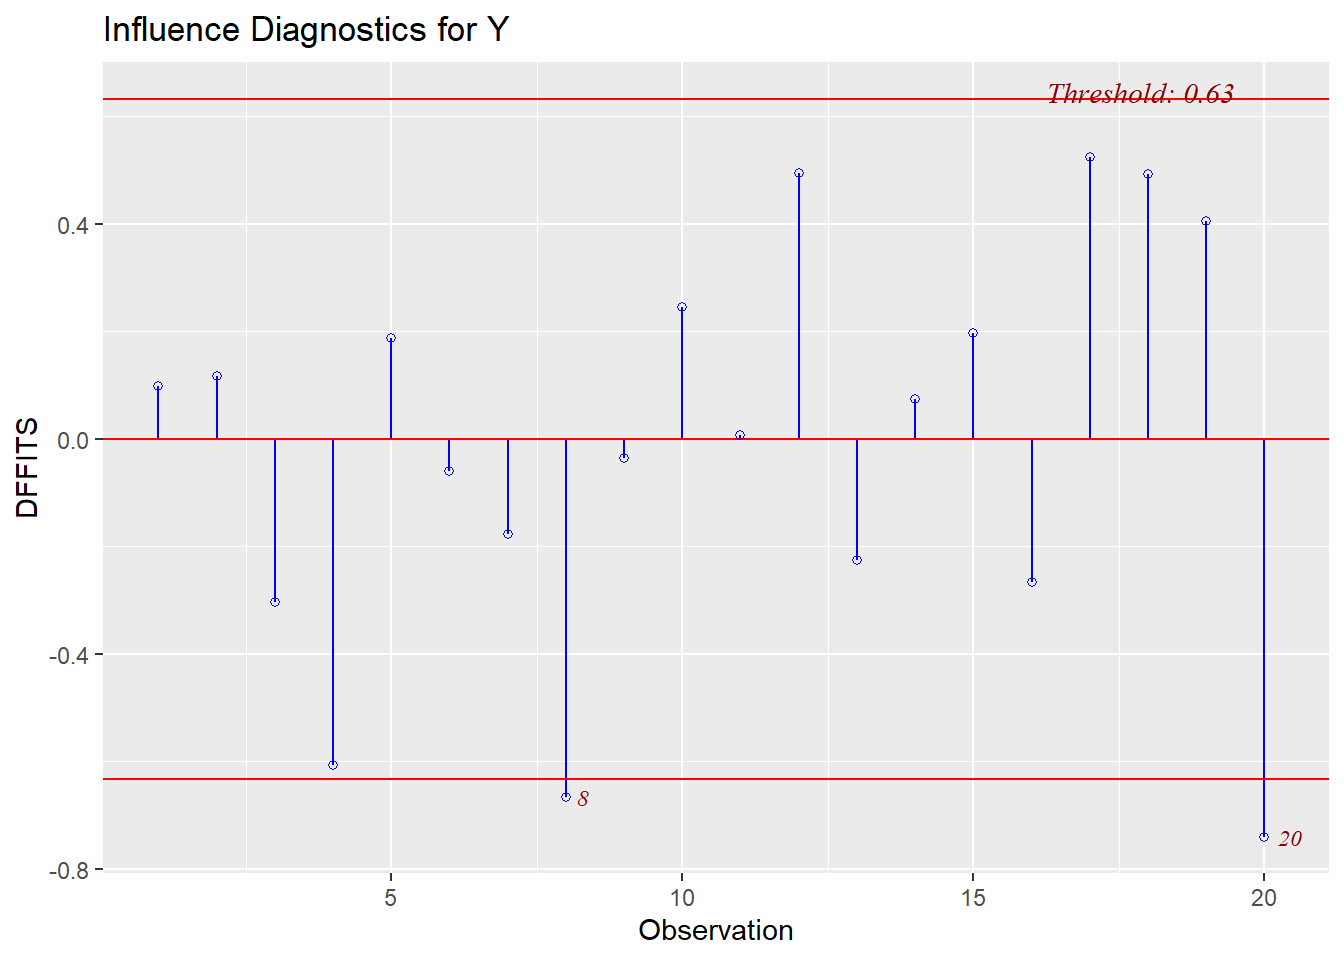 Influence Diagnostics for Y
Threshold: 0.63
DFFITS
0.4
0.0
-0.4
-0.8
8
20
5
10
15
20
Observation